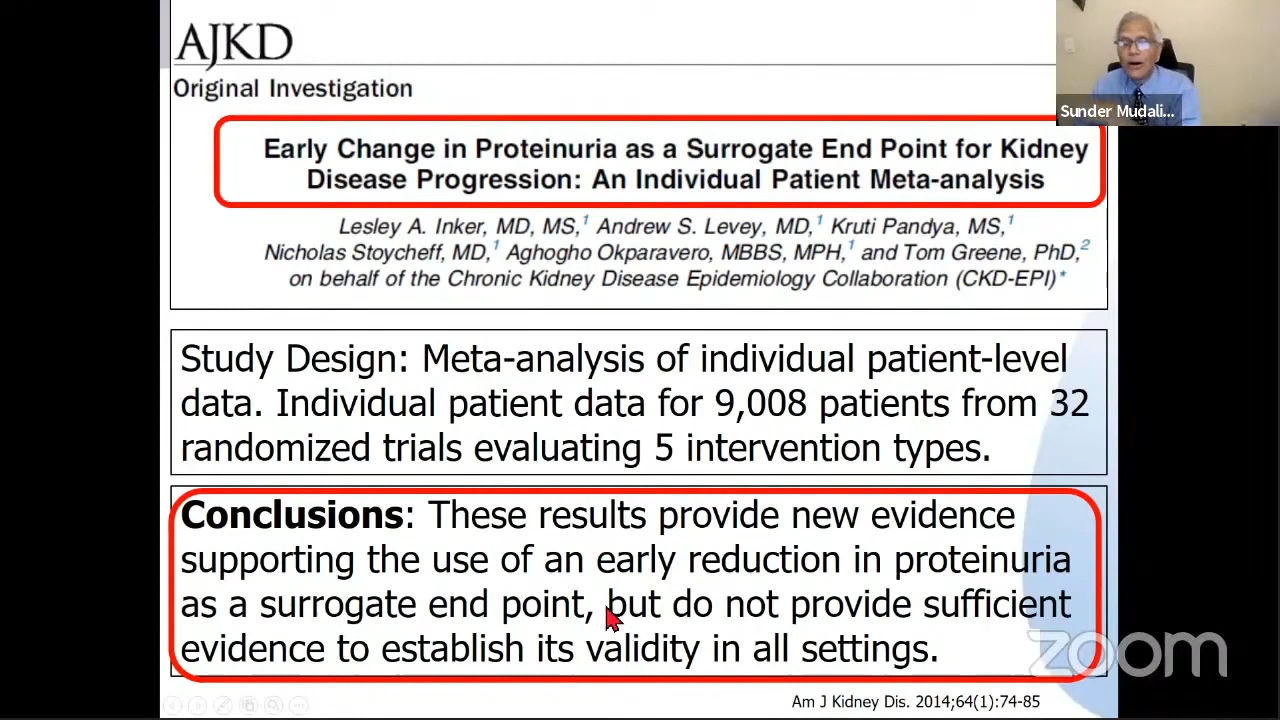 AJKD
Original Investigation
Sunder Mudali...
Early Change in Proteinuria as a Surrogate End Point for Kidney
Disease Progression: An Individual Patient Meta-analysis
Lesley A. Inker, MD, MS,1 Andrew S. Levey, MD,1 Kruti Pandya, MS,1
Nicholas Stoycheff, MD,1 Aghogho Okparavero, MBBS, MPH,1 and Tom Greene, PhD,2
on behalf of the Chronic Kidney Disease Epidemiology Collaboration (CKD-EPI)*
Study Design: Meta-analysis of individual patient-level
data. Individual patient data for 9,008 patients from 32
randomized trials evaluating 5 intervention types.
Conclusions: These results provide new evidence
supporting the use of an early reduction in proteinuria
as a surrogate end point, but do not provide sufficient
evidence to establish its validity in all settings.
zoom
Am J Kidney Dis. 2014;64(1):74-85